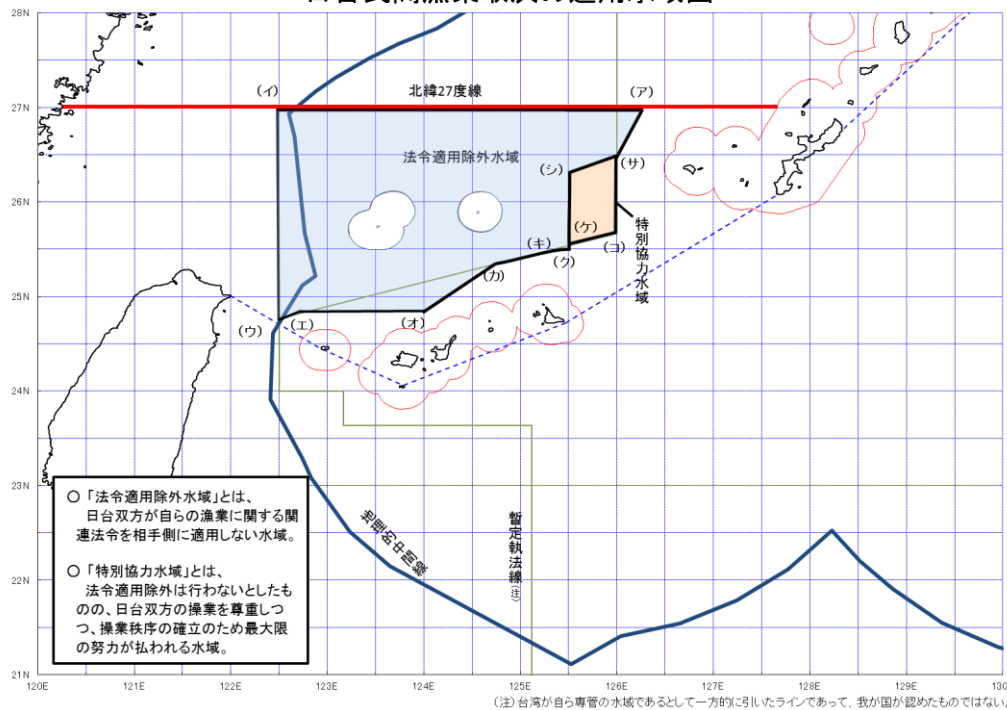 28N
27N
26N
25N
24N
23N
22N
21N
(イ)
北緯27度線
(ア)
法令適用除外水域
(シ)
(サ)
(ケ)
(コ)
特別協力水域
(キ)
(ク)
(カ)
(ウ)
(エ)
(オ)
○「法令適用除外水域」とは、
日台双方が自らの漁業に関する関
連法令を相手側に適用しない水域。
○「特別協力水域」とは、
法令適用除外は行わないとしたも
のの、日台双方の操業を尊重しつ
つ、操業秩序の確立のため最大限
の努力が払われる水域。
地理的中間線
暫定執法線(注)
120E
121E
122E
123E
124E
125E
126E
127E
128E
129E
130
(注)台湾が自ら専管の水域であるとして一方的に引いたラインであって、我が国が認めたものではない。